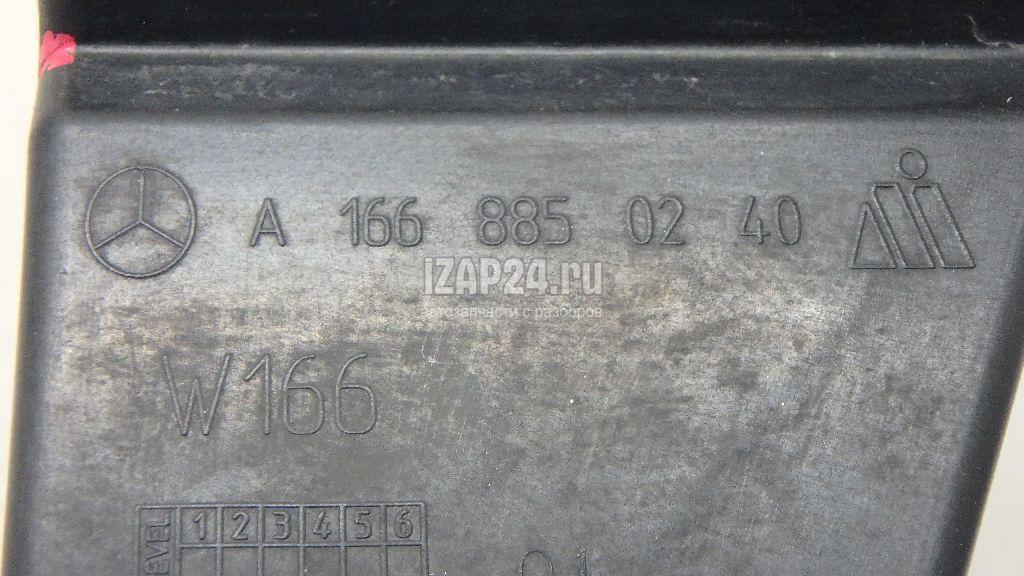 A 166 885 02 40
IZAP24.ru
автозапчасти с разборов
W166
1 2 3 4 5 6